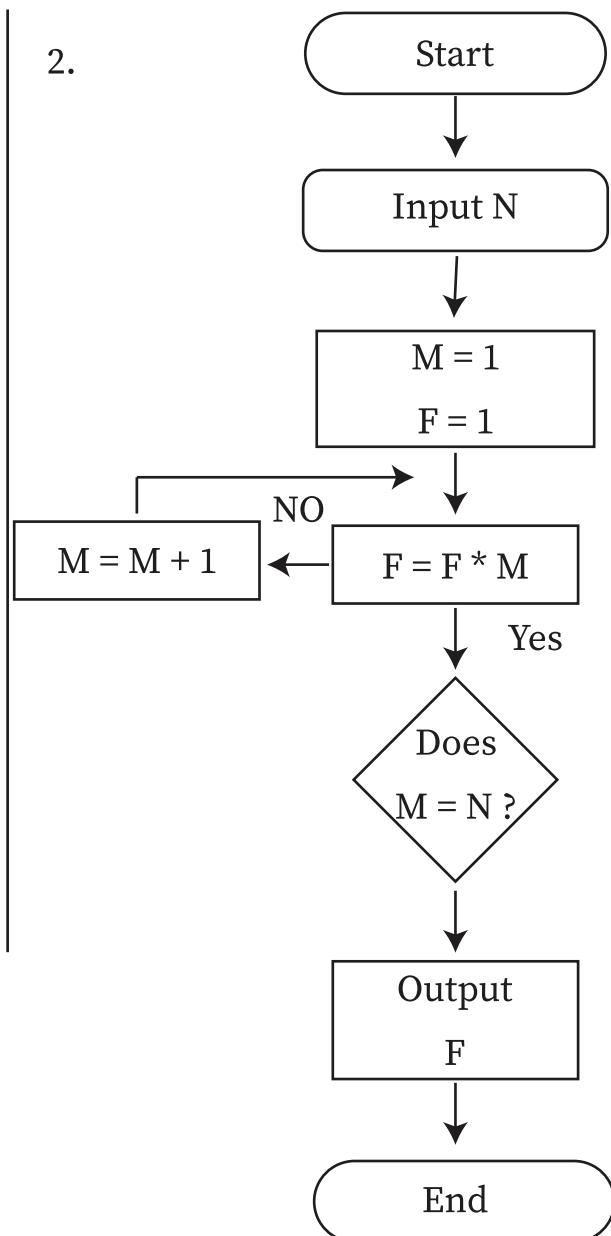 2.
Start
Input N
M = 1
F = 1
NO
M = M + 1
F = F * M
Yes
Does
M = N ?
Output
F
End